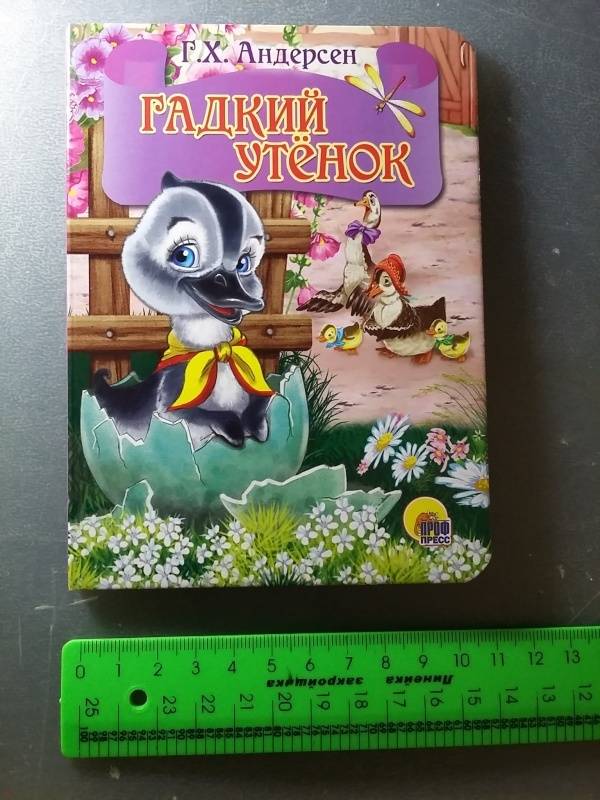 Г.Х. Андерсен
ГАДКИЙ
УТЁНОК
ПРОФ
ПРЕСС
0 1 2 3 4 5 6 7 8 9 10 11 12 13
Линейка
закройщика
25 24 23 22 21 20 19 18 17 16 15 14 13 12